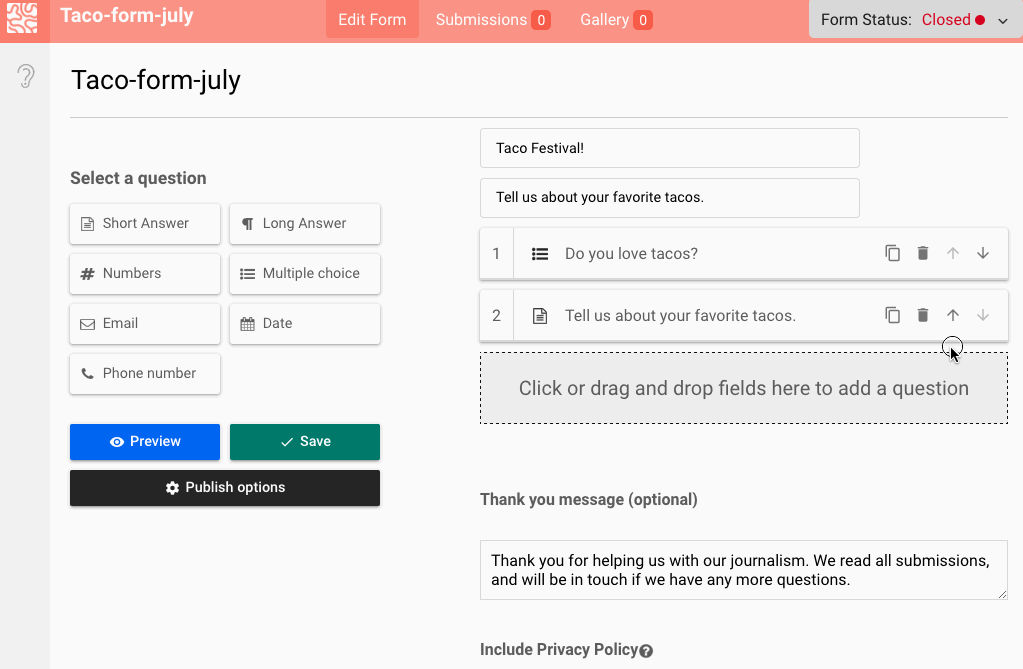 Taco-form-july
Edit Form
Submissions 0
Gallery 0
Form Status: Closed
Taco-form-july
Select a question
Short Answer
Long Answer
Numbers
Multiple choice
Email
Date
Phone number
Preview
Save
Publish options
Taco Festival!
Tell us about your favorite tacos.
1 Do you love tacos?
2 Tell us about your favorite tacos.
Click or drag and drop fields here to add a question
Thank you message (optional)
Thank you for helping us with our journalism. We read all submissions,
and will be in touch if we have any more questions.
Include Privacy Policy